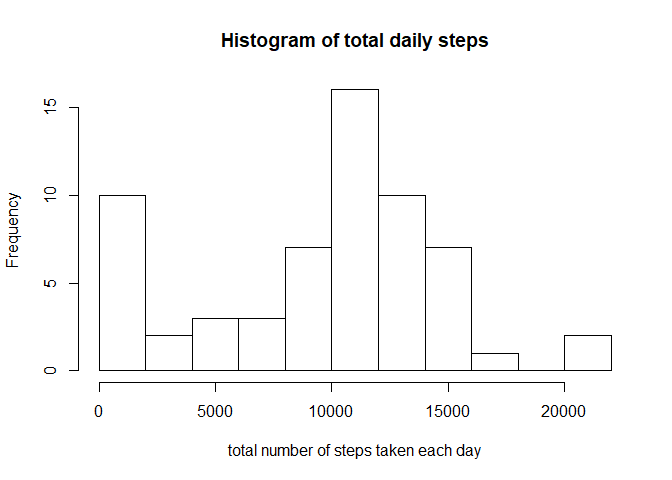 Histogram of total daily steps
Frequency
15
10
5
0
0 5000 10000 15000 20000
total number of steps taken each day